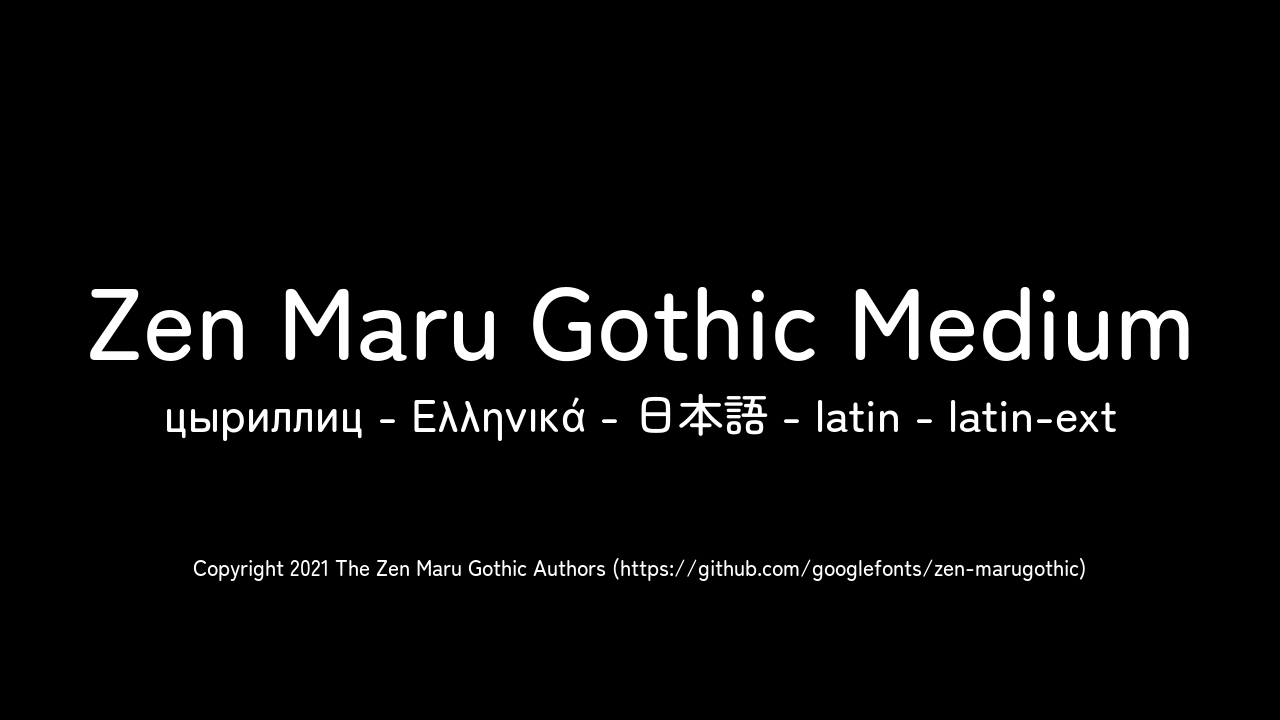 Zen Maru Gothic Medium
цыриллиц - Ελληνικά - 日本語 - latin - latin-ext
Copyright 2021 The Zen Maru Gothic Authors (https://github.com/googlefonts/zen-marugothic)